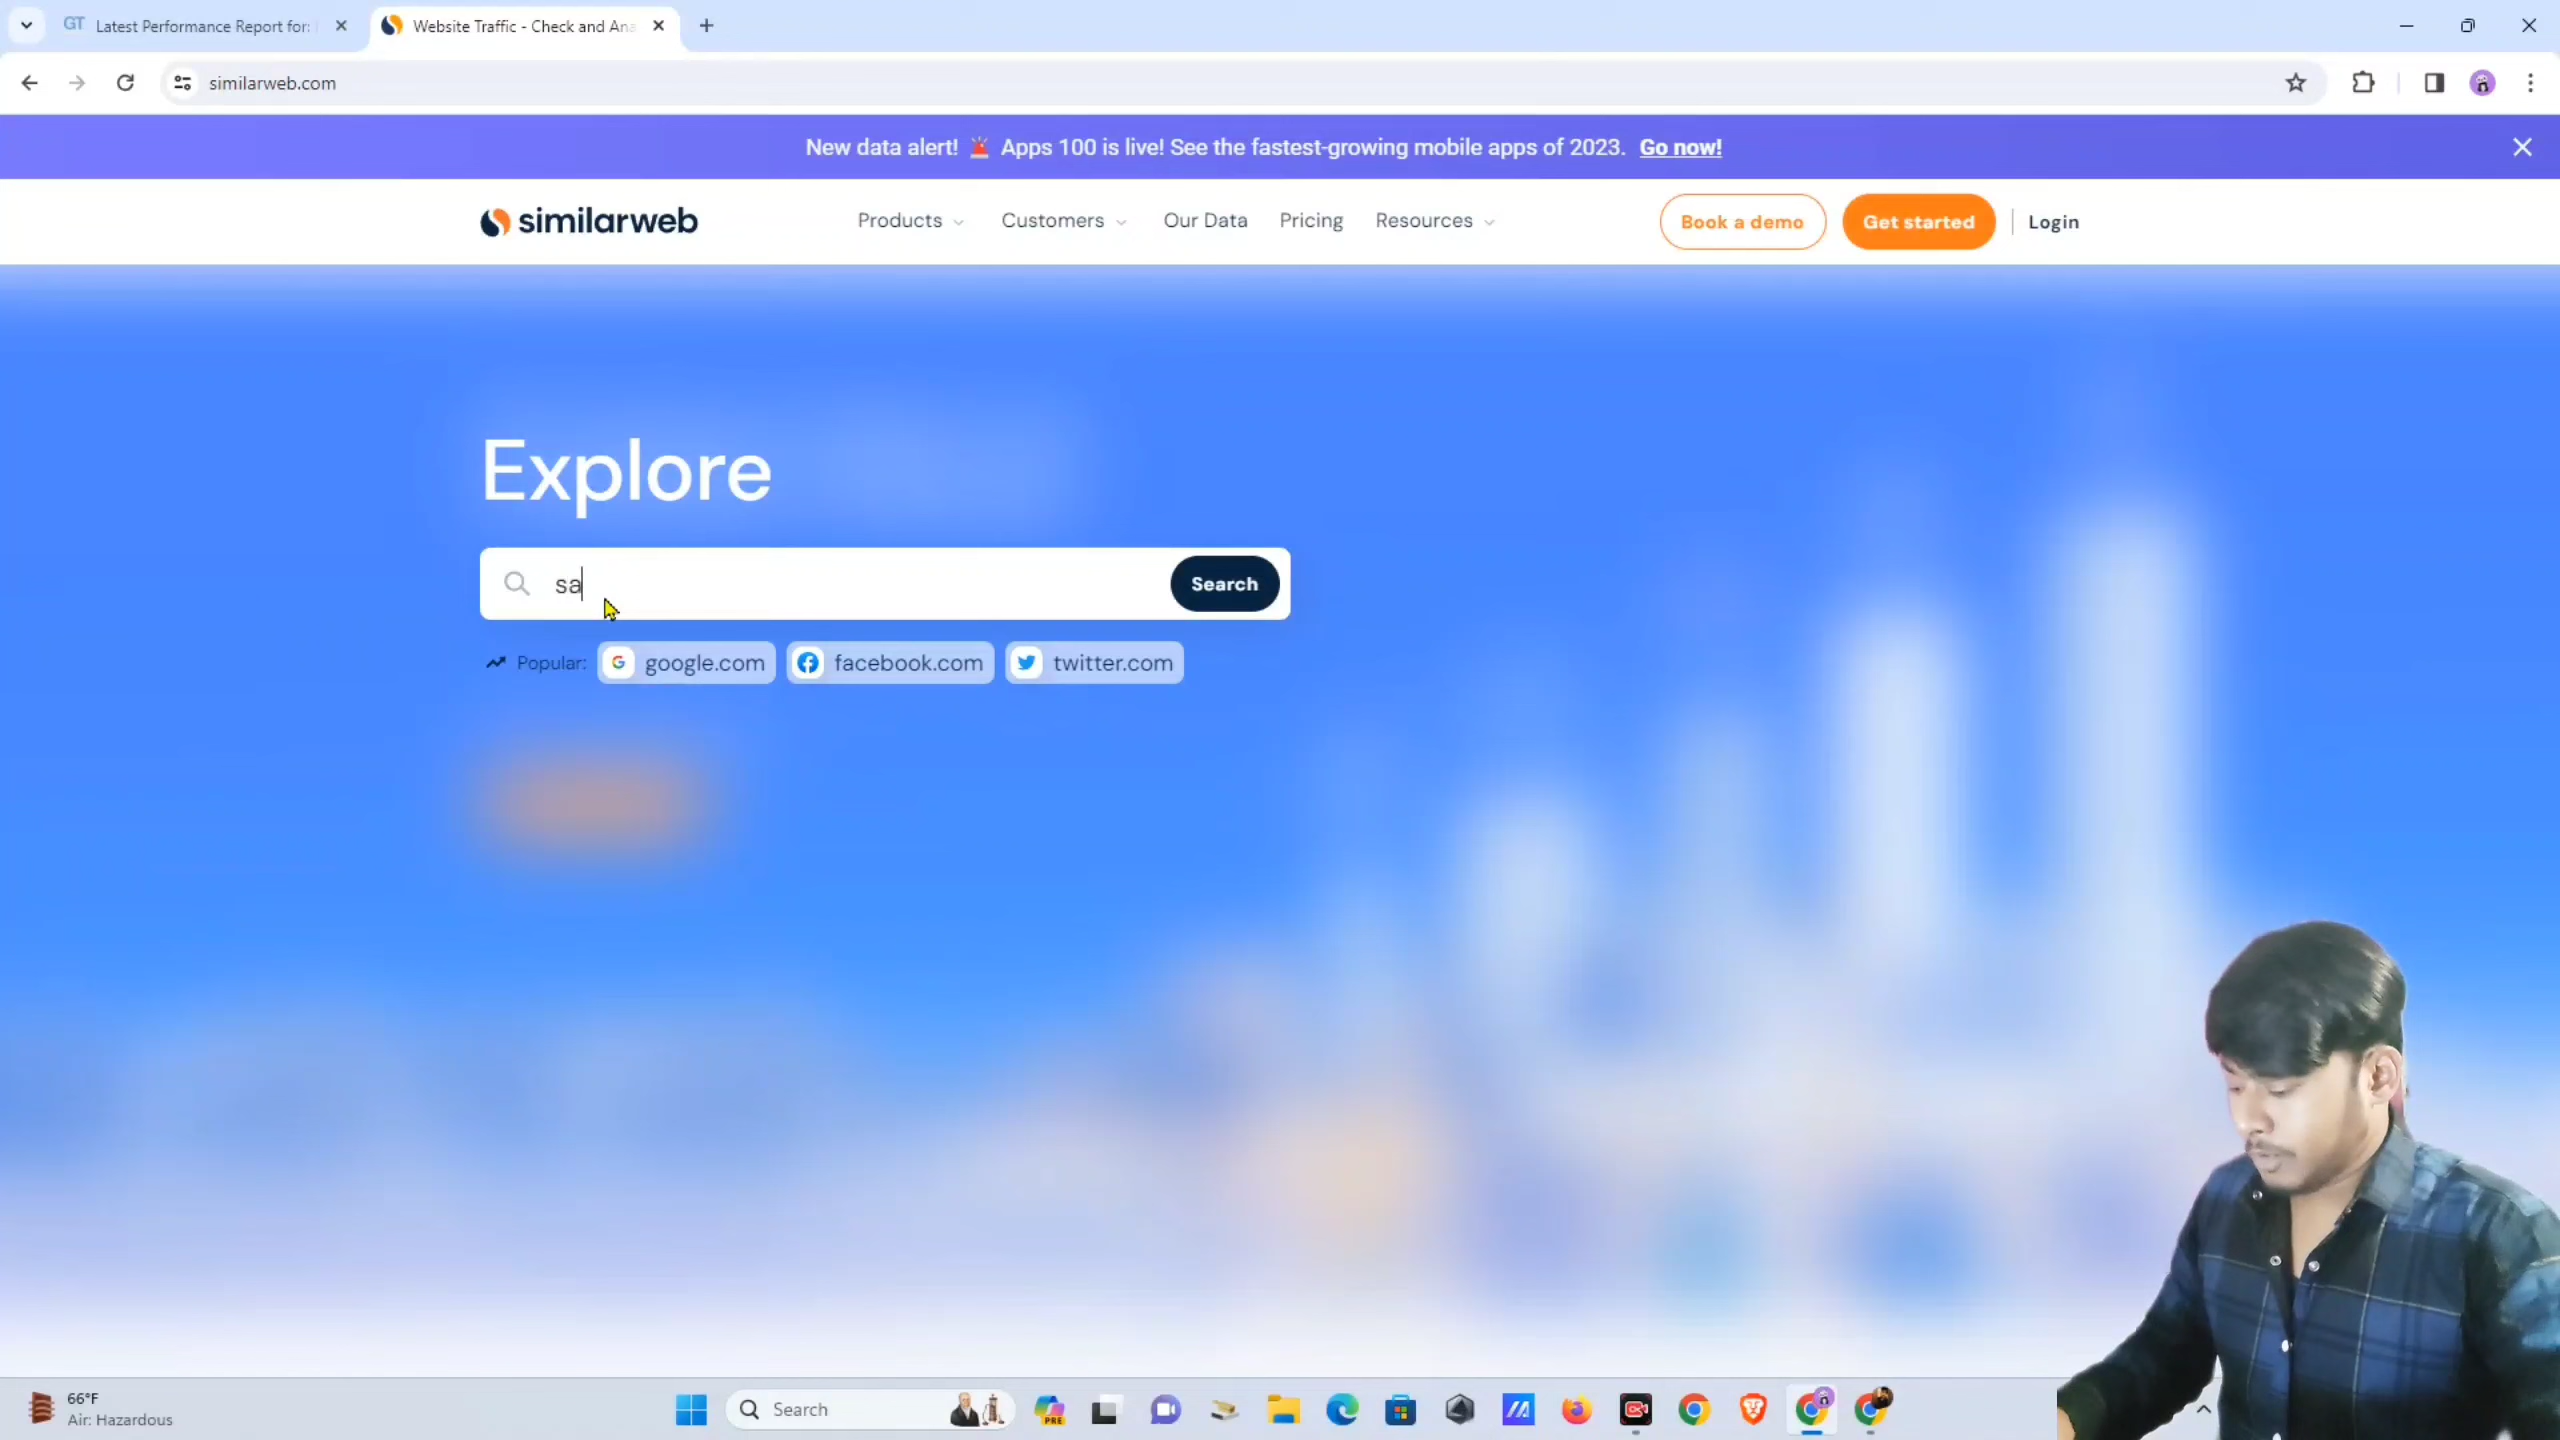 GT Latest Performance Report for:
Website Traffic - Check and Ana
similarweb.com
New data alert! 🚨 Apps 100 is live! See the fastest-growing mobile apps of 2023. Go now!
similarweb Products Customers Our Data Pricing Resources Book a demo Get started Login
Explore
sa Search
Popular: google.com facebook.com twitter.com
66°F
Air: Hazardous
Search
PRE